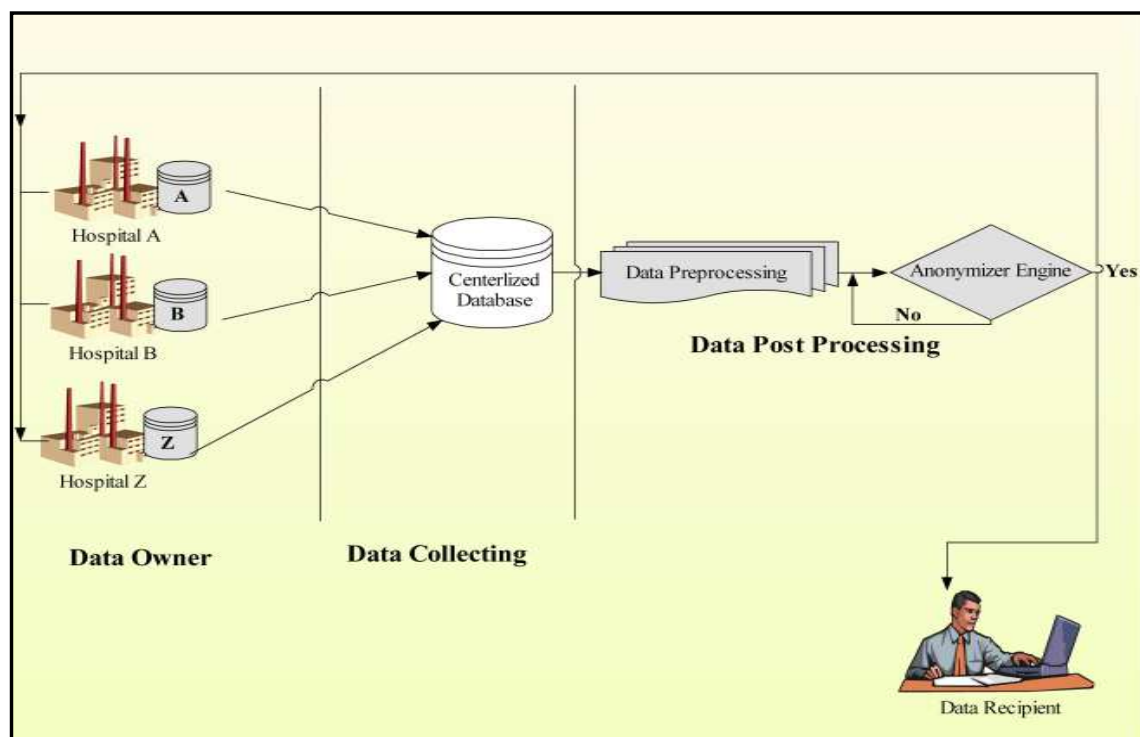 A
Hospital A
B
Hospital B
Z
Hospital Z
Data Owner
Centerlized
Database
Data Collecting
Data Preprocessing
Anonymizer Engine
Yes
No
Data Post Processing
Data Recipient